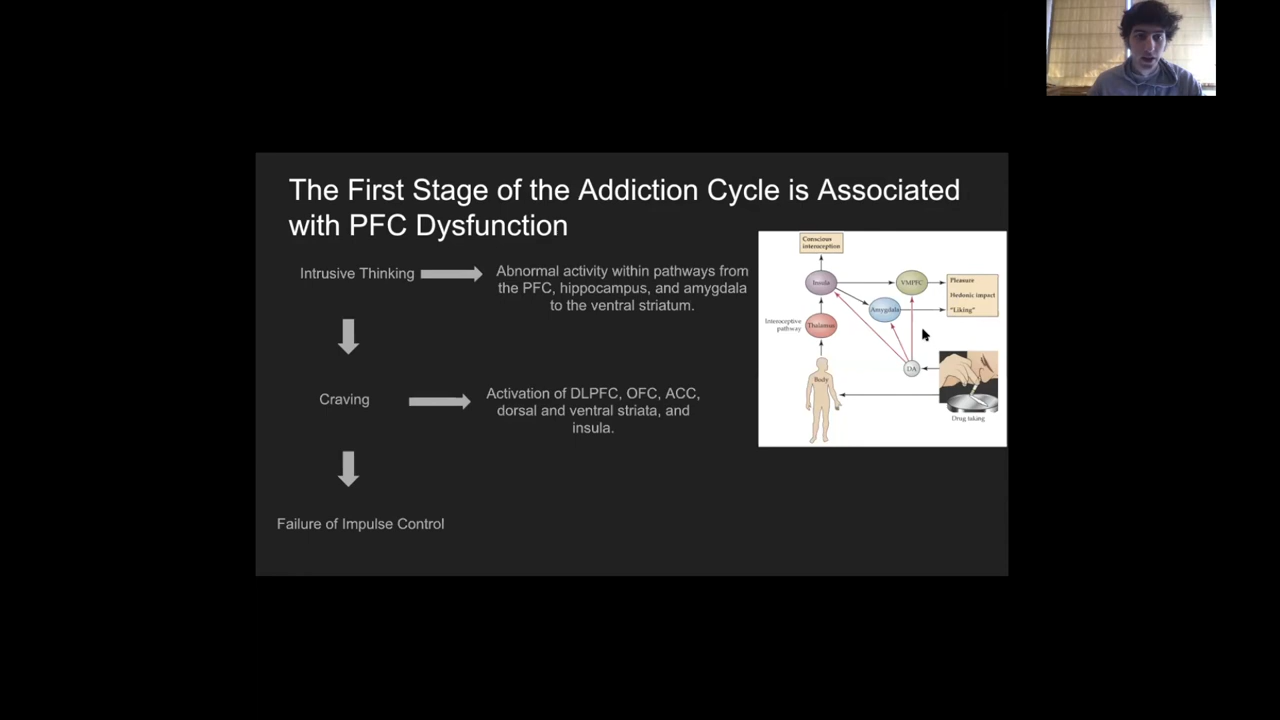 The First Stage of the Addiction Cycle is Associated
with PFC Dysfunction
Intrusive Thinking
Abnormal activity within pathways from
the PFC, hippocampus, and amygdala
to the ventral striatum.
Craving
Activation of DLPFC, OFC, ACC,
dorsal and ventral striata, and
insula.
Failure of Impulse Control
Conscious
interoception
Insula
VMPFC
Pleasure
Hedonic impact
"Liking"
Amygdala
Interoceptive
pathway
Thalamus
DA
Body
Drug taking